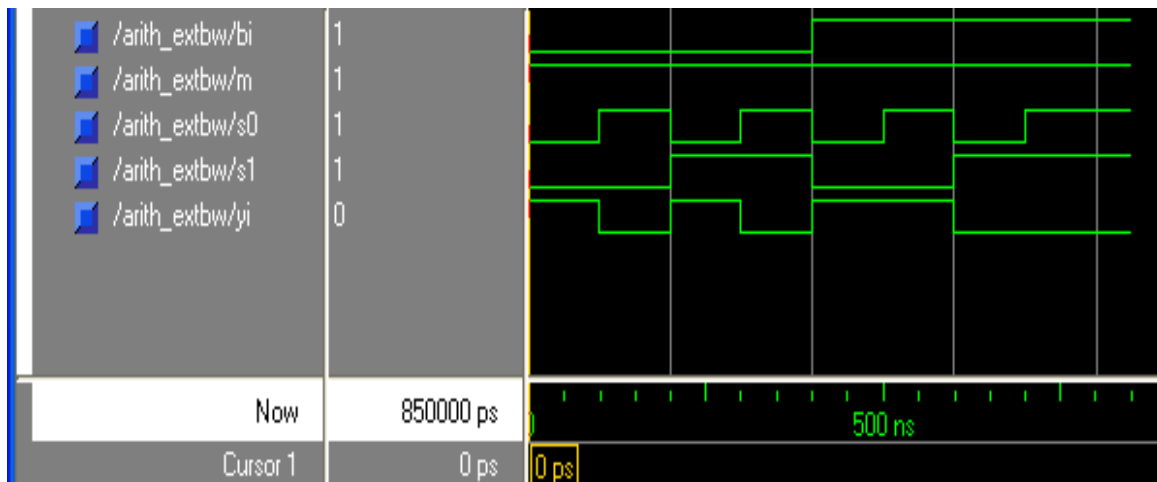 /arith_extbw/bi 1
/arith_extbw/m 1
/arith_extbw/s0 1
/arith_extbw/s1 1
/arith_extbw/yi 0
Now 850000 ps 500 ns
Cursor 1 0 ps 0 ps